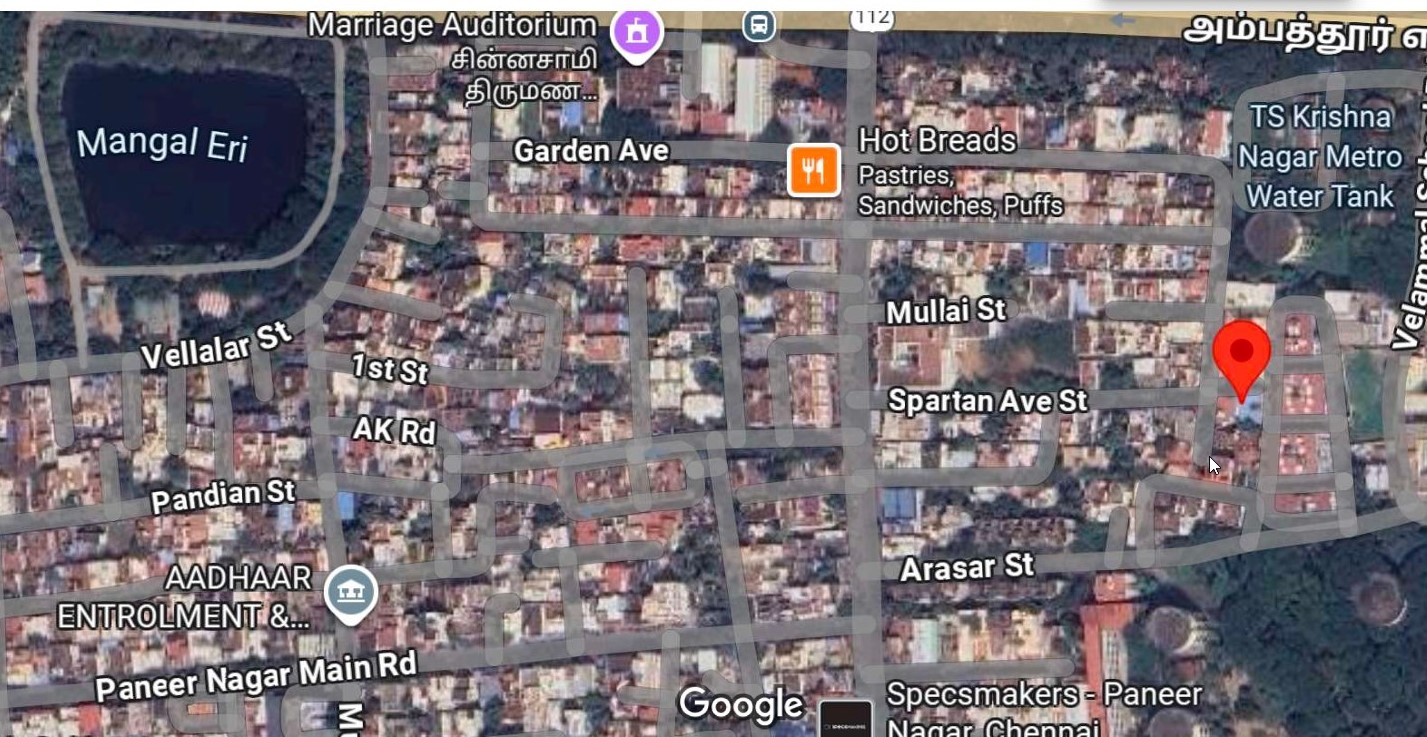 Marriage Auditorium
சின்னசாமி
திருமண...
112
அம்பத்தூர்
Mangal Eri
Garden Ave
Hot Breads
Pastries,
Sandwiches, Puffs
TS Krishna
Nagar Metro
Water Tank
Velammal
Mullai St
Vellalar St
1st St
Spartan Ave St
AK Rd
Pandian St
Arasar St
AADHAAR
ENTROLMENT &...
Paneer Nagar Main Rd
Google
specsmakers
Specsmakers - Paneer
Nagar, Chennai